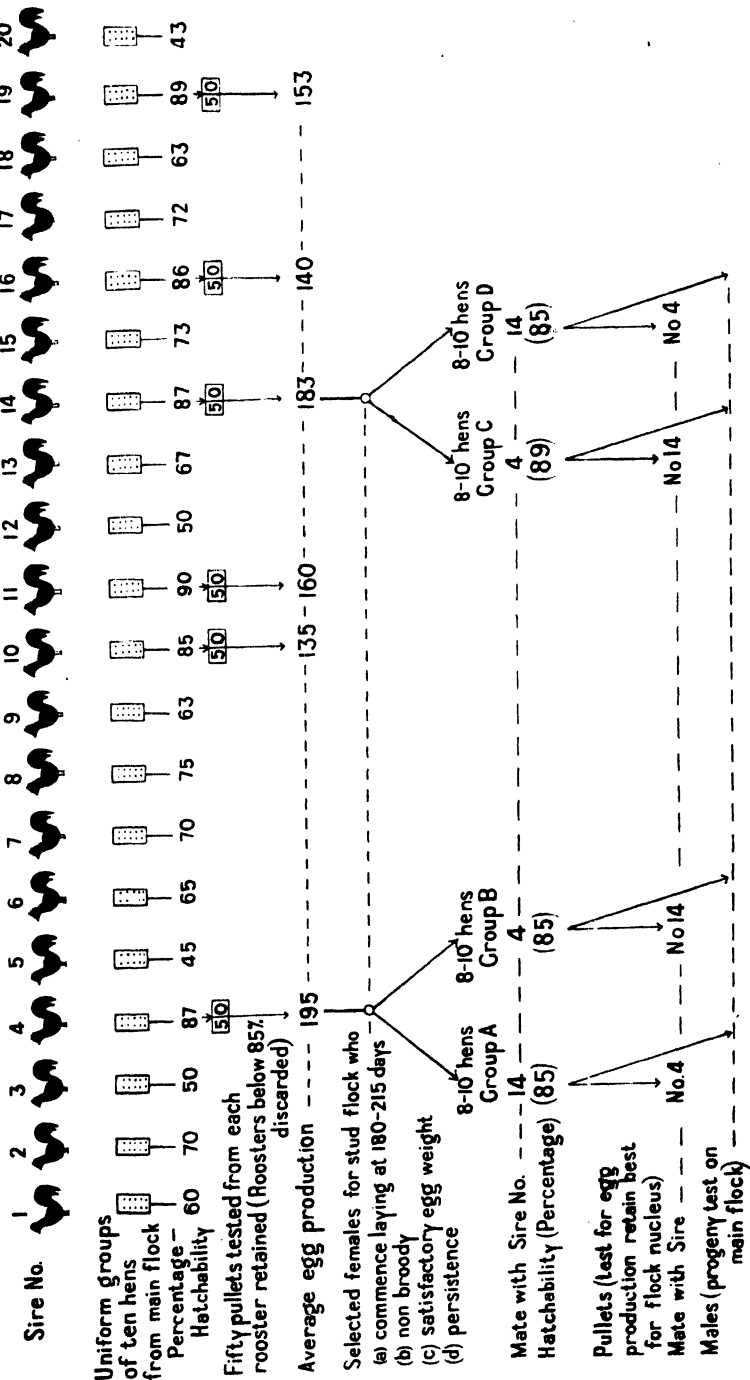 Sire No. 1 2 3 4 5 6 7 8 9 10 11 12 13 14 15 16 17 18 19 20
Uniform groups
of ten hens
from main flock
Percentage – 60 70 50 87 45 65 70 75 63 85 90 50 67 87 73 86 72 63 89 43
Hatchability
Fifty pullets tested from each 50 50 50 50 50 50
rooster retained (Roosters below 85%
discarded)
Average egg production 195 135 160 183 140 153
Selected females for stud flock who
(a) commence laying at 180-215 days
(b) non broody
(c) satisfactory egg weight
(d) persistence
8-10 hens 8-10 hens 8-10 hens 8-10 hens
Group A Group B Group C Group D
Mate with Sire No. 14 4 4 14
Hatchability (Percentage) (85) (85) (89) (85)
Pullets (test for egg
production retain best
for flock nucleus)
Mate with Sire No. 4 No 14 No 14 No 4
Males (progeny test on
main flock)